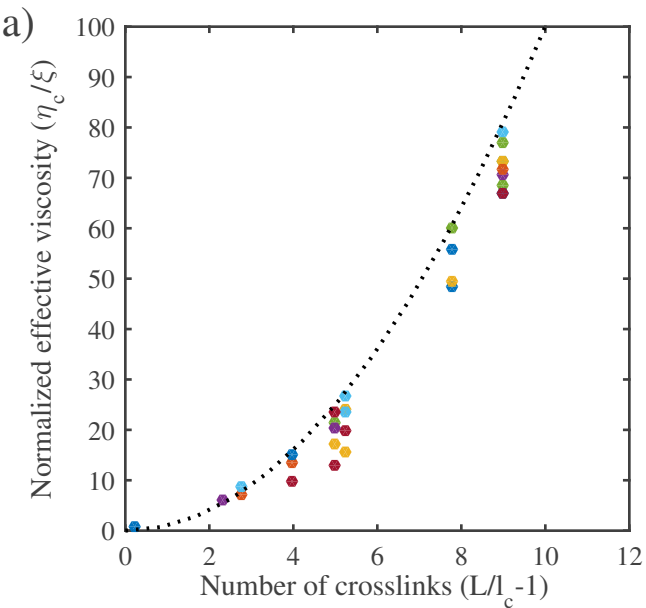 a)
Normalized effective viscosity (η_c/ξ)
100
90
80
70
60
50
40
30
20
10
0
0 2 4 6 8 10 12
Number of crosslinks (L/l_c-1)